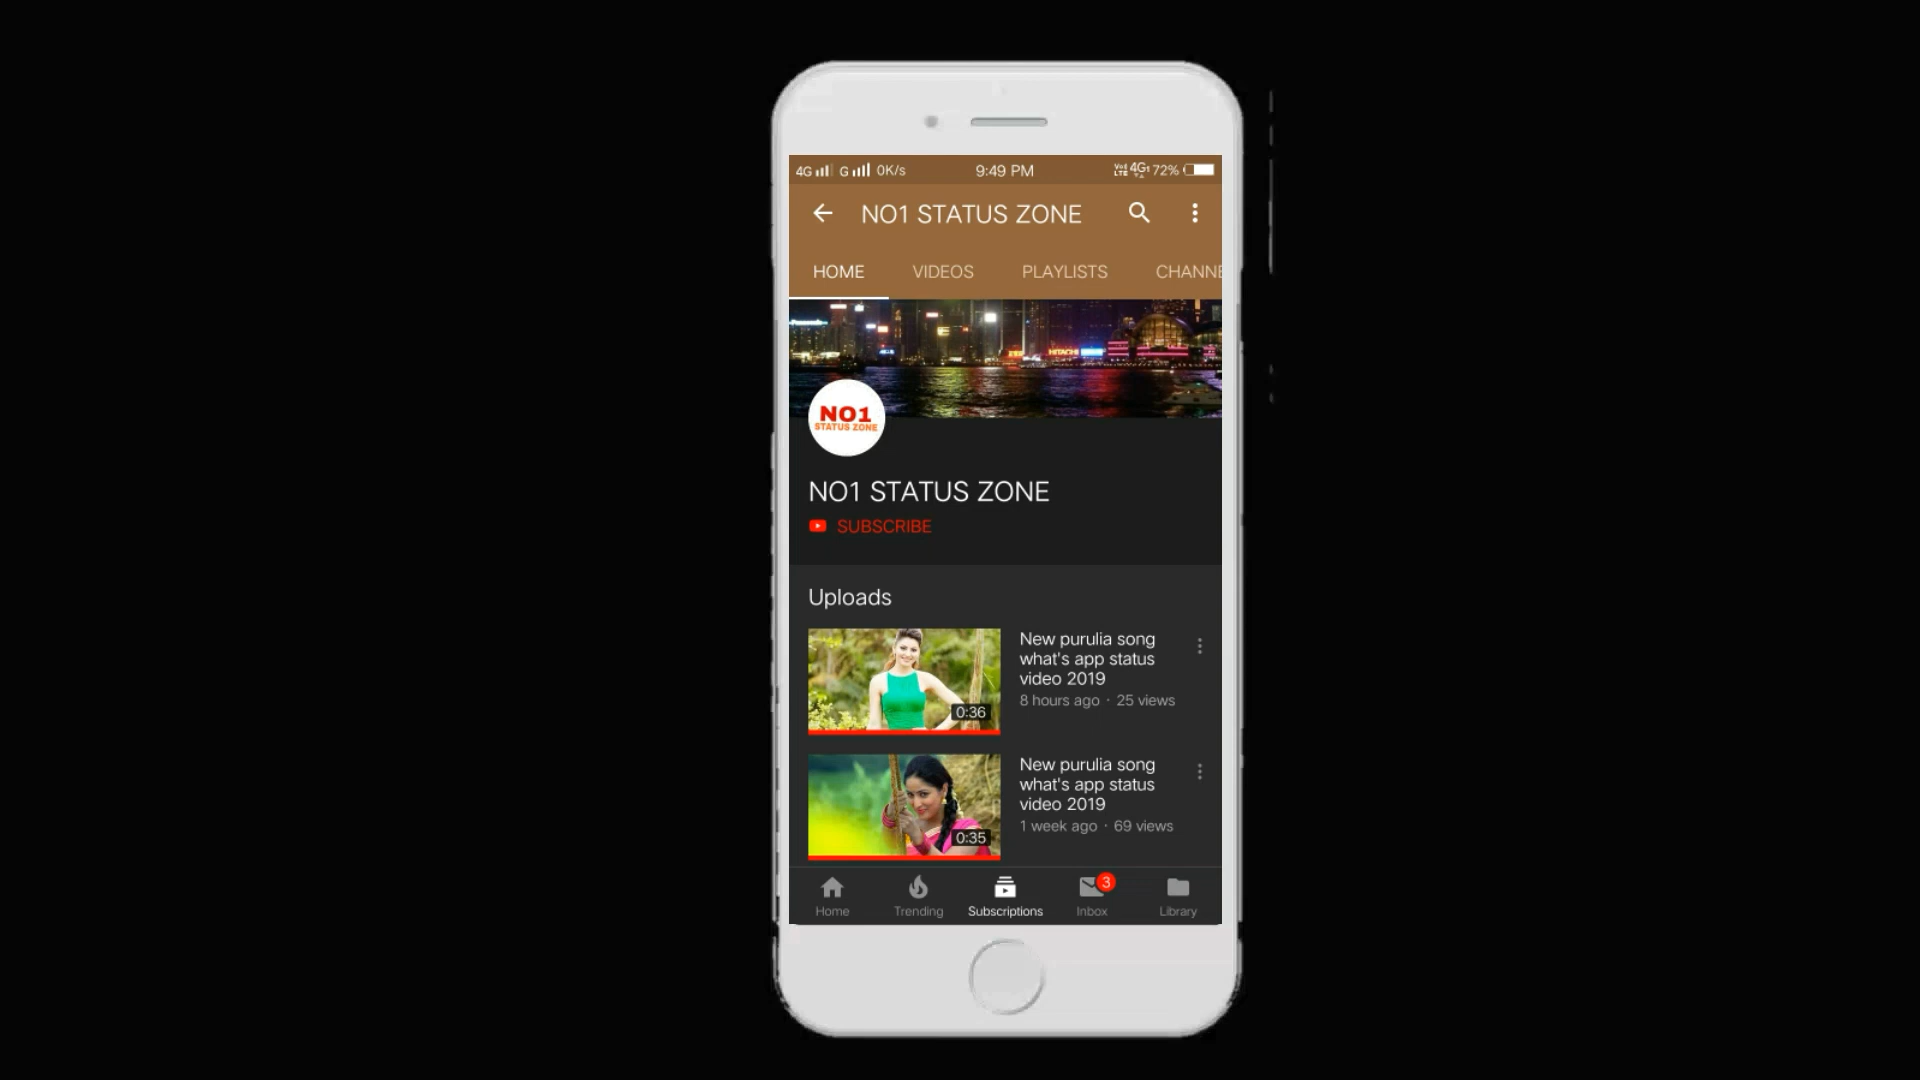 4G G 0K/s 9:49 PM 4G 72%
NO1 STATUS ZONE
HOME VIDEOS PLAYLISTS CHANNE
HITACHI
NO1
STATUS ZONE
NO1 STATUS ZONE
SUBSCRIBE
Uploads
New purulia song
what's app status
video 2019
8 hours ago · 25 views
0:36
New purulia song
what's app status
video 2019
1 week ago · 69 views
0:35
3
Home Trending Subscriptions Inbox Library